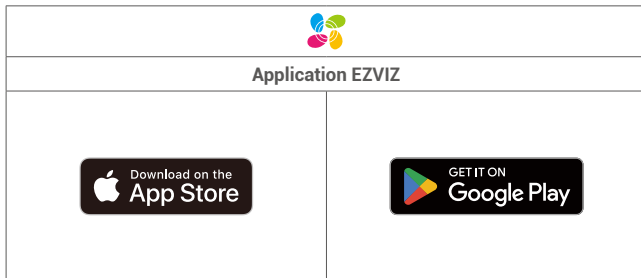 Application EZVIZ
Download on the
App Store
GET IT ON
Google Play